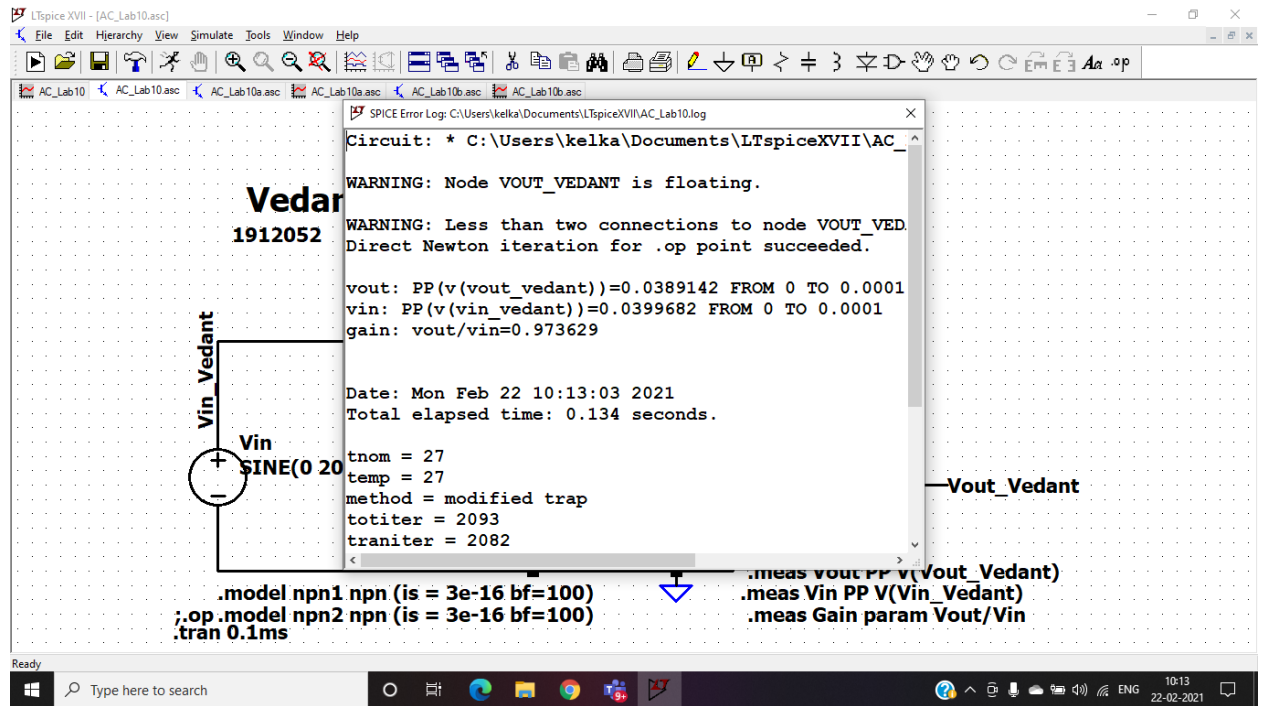 LTspice XVII - [AC_Lab10.asc]
File Edit Hierarchy View Simulate Tools Window Help
AC_Lab10 AC_Lab10.asc AC_Lab10a.asc AC_Lab10a.asc AC_Lab10b.asc AC_Lab10b.asc
SPICE Error Log: C:\Users\kelka\Documents\LTspiceXVII\AC_Lab10.log
Circuit: * C:\Users\kelka\Documents\LTspiceXVII\AC_
WARNING: Node VOUT_VEDANT is floating.
WARNING: Less than two connections to node VOUT_VEDA
Direct Newton iteration for .op point succeeded.
vout: PP(v(vout_vedant))=0.0389142 FROM 0 TO 0.0001
vin: PP(v(vin_vedant))=0.0399682 FROM 0 TO 0.0001
gain: vout/vin=0.973629
Date: Mon Feb 22 10:13:03 2021
Total elapsed time: 0.134 seconds.
tnom = 27
temp = 27
method = modified trap
totiter = 2093
traniter = 2082
Vedan
1912052
Vin_Vedant
Vin
SINE(0 20
Vout_Vedant
.meas Vout PP V(Vout_Vedant)
.model npn1 npn (is = 3e-16 bf=100)
.meas Vin PP V(Vin_Vedant)
;.op .model npn2 npn (is = 3e-16 bf=100)
.meas Gain param Vout/Vin
.tran 0.1ms
Ready
Type here to search
ENG
10:13
22-02-2021